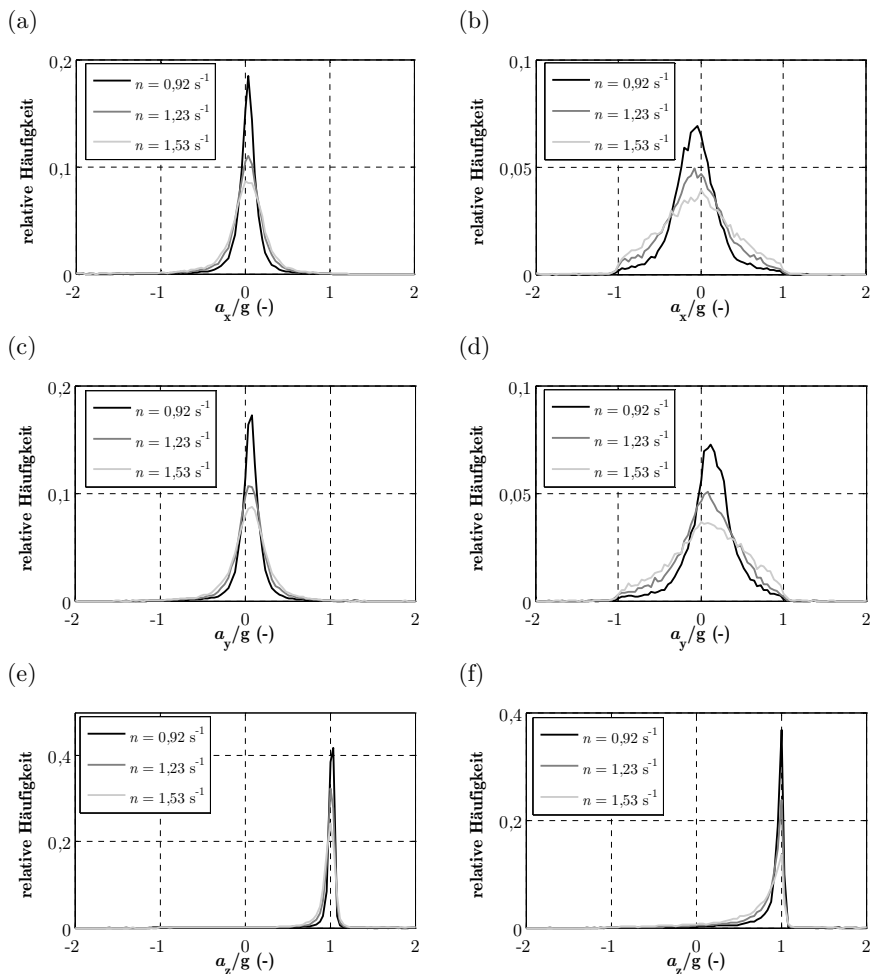 (a)
0,2
n = 0,92 s⁻¹
n = 1,23 s⁻¹
n = 1,53 s⁻¹
0,1
0
relative Häufigkeit
-2 -1 0 1 2
aₓ/g (-)
(b)
0,1
n = 0,92 s⁻¹
n = 1,23 s⁻¹
n = 1,53 s⁻¹
0,05
0
relative Häufigkeit
-2 -1 0 1 2
aₓ/g (-)
(c)
0,2
n = 0,92 s⁻¹
n = 1,23 s⁻¹
n = 1,53 s⁻¹
0,1
0
relative Häufigkeit
-2 -1 0 1 2
a_y/g (-)
(d)
0,1
n = 0,92 s⁻¹
n = 1,23 s⁻¹
n = 1,53 s⁻¹
0,05
0
relative Häufigkeit
-2 -1 0 1 2
a_y/g (-)
(e)
n = 0,92 s⁻¹
0,4
n = 1,23 s⁻¹
n = 1,53 s⁻¹
0,2
0
relative Häufigkeit
-2 -1 0 1 2
a_z/g (-)
(f)
0,4
n = 0,92 s⁻¹
n = 1,23 s⁻¹
n = 1,53 s⁻¹
0,2
0
relative Häufigkeit
-2 -1 0 1 2
a_z/g (-)